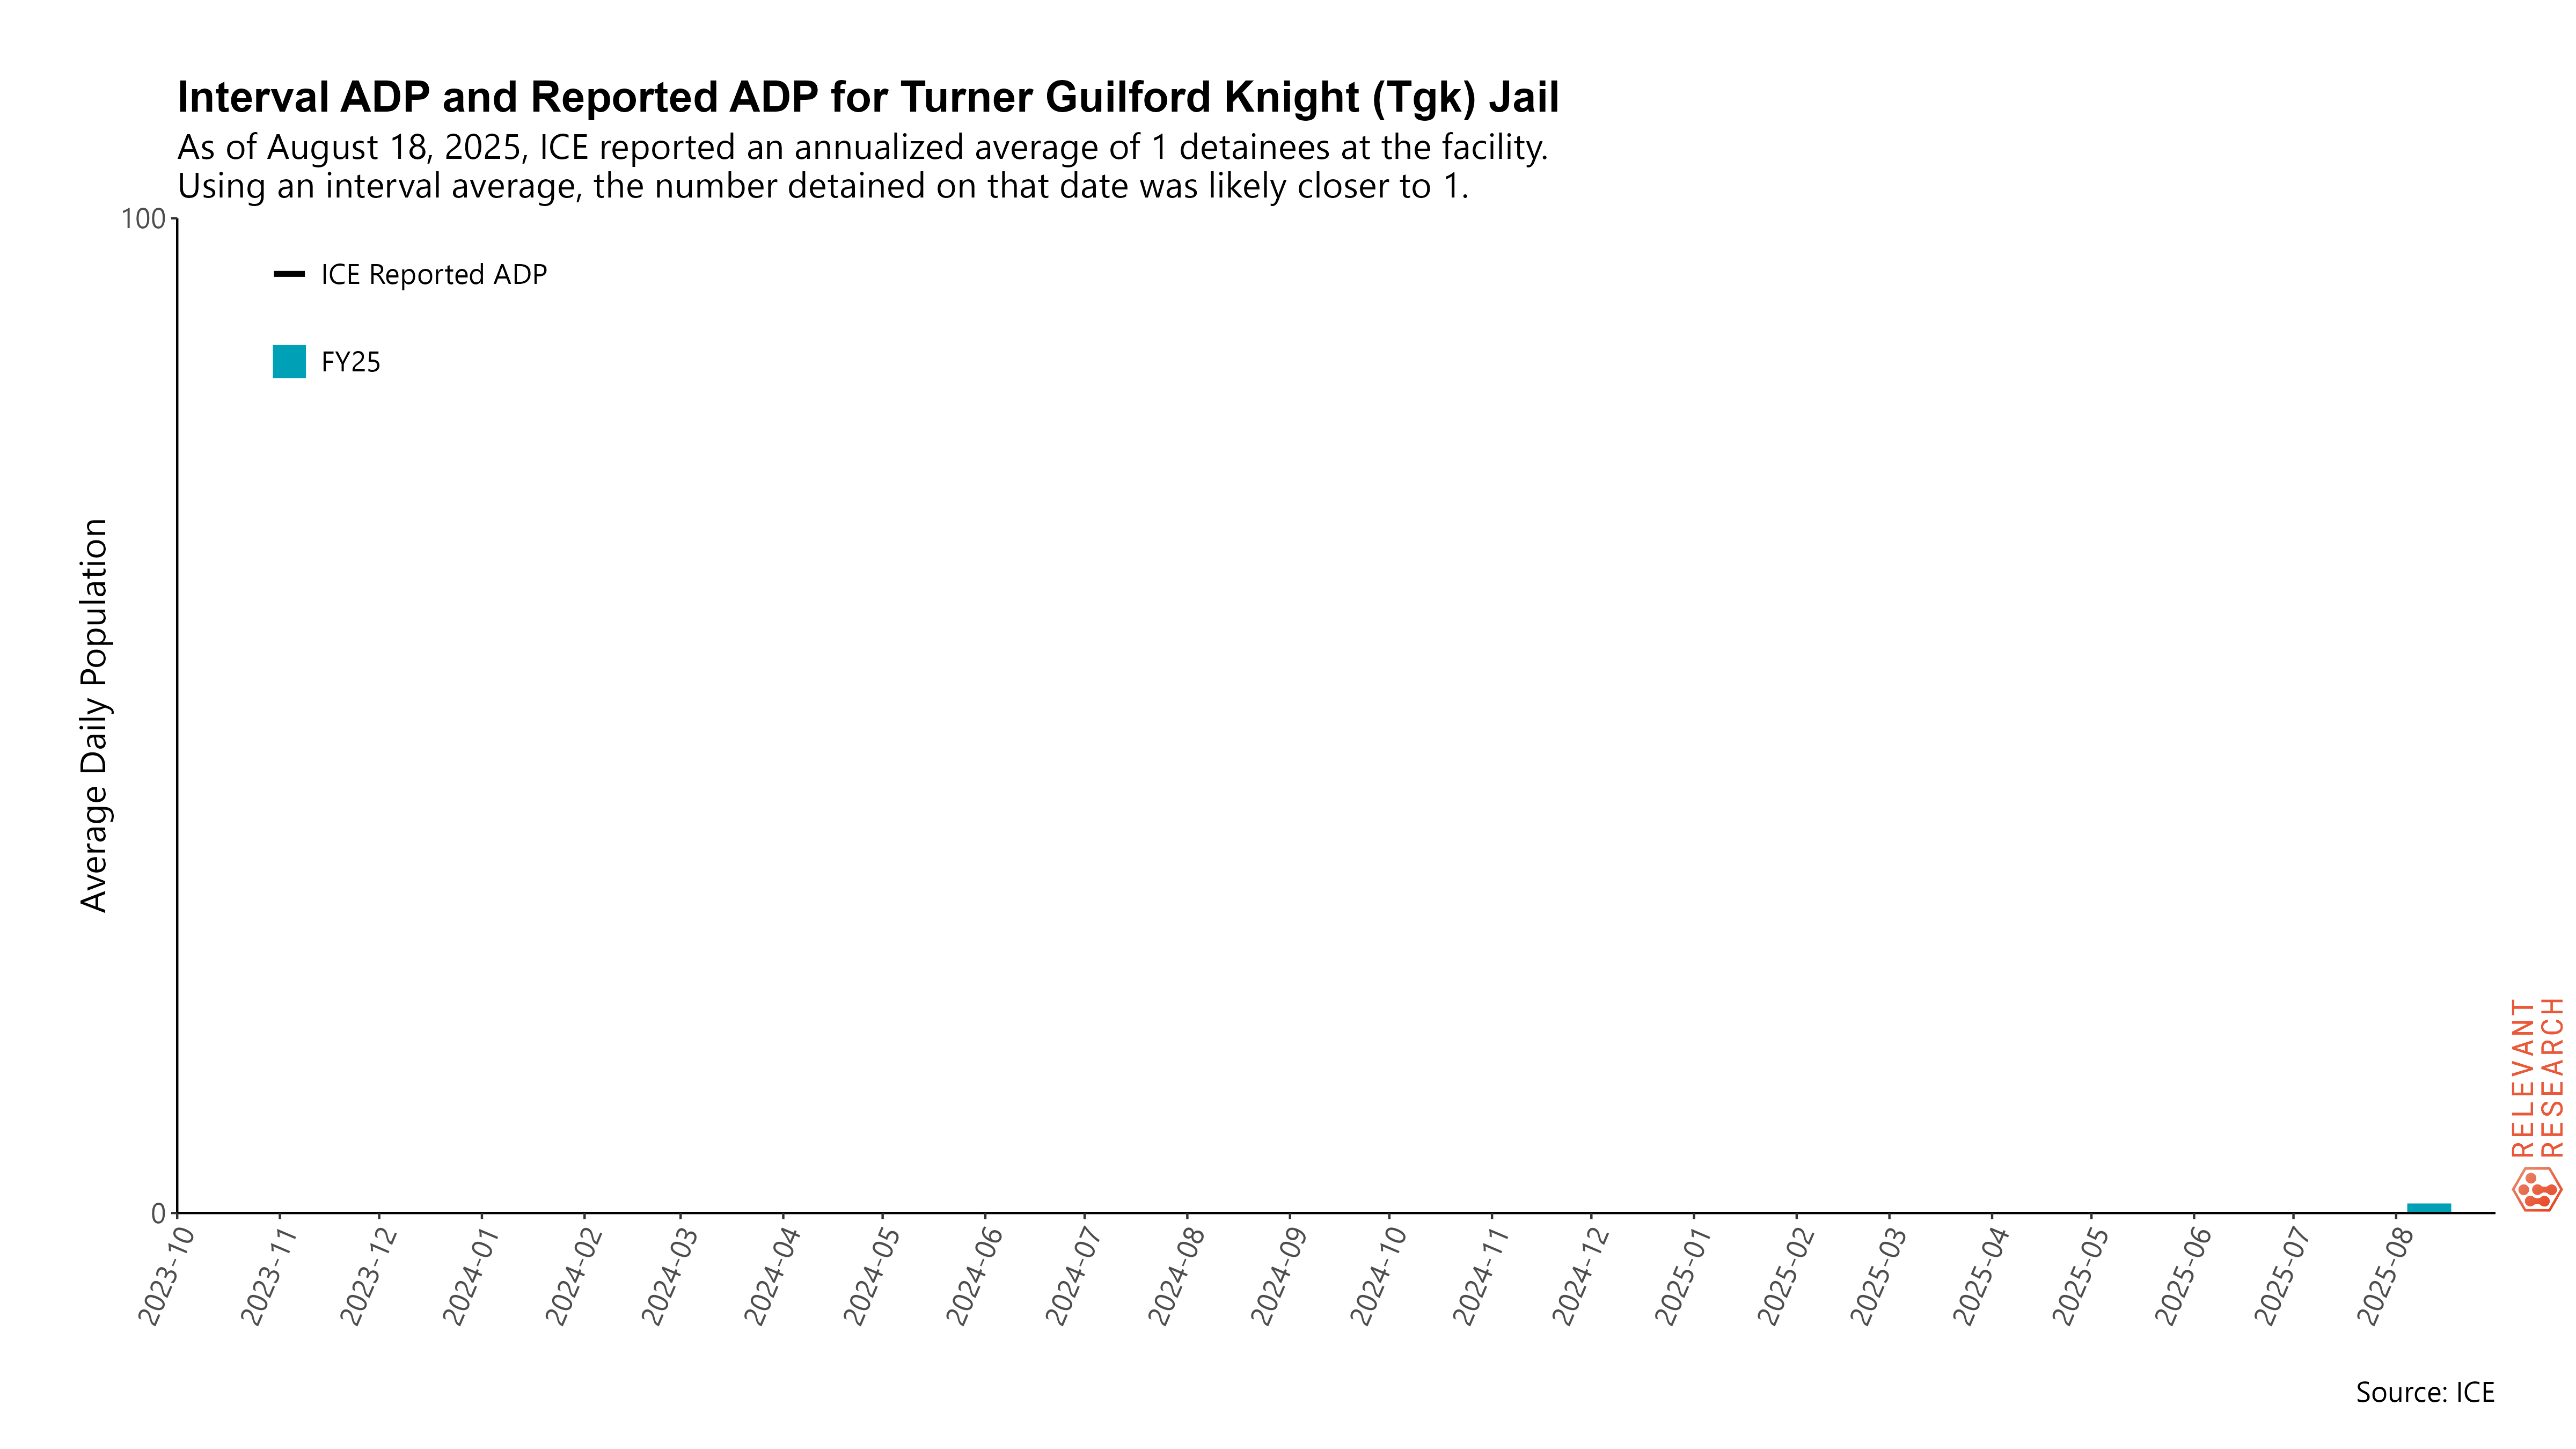 Interval ADP and Reported ADP for Turner Guilford Knight (Tgk) Jail
As of August 18, 2025, ICE reported an annualized average of 1 detainees at the facility.
Using an interval average, the number detained on that date was likely closer to 1.
100
ICE Reported ADP
FY25
Average Daily Population
0
2023-10
2023-11
2023-12
2024-01
2024-02
2024-03
2024-04
2024-05
2024-06
2024-07
2024-08
2024-09
2024-10
2024-11
2024-12
2025-01
2025-02
2025-03
2025-04
2025-05
2025-06
2025-07
2025-08
RELEVANT
RESEARCH
Source: ICE